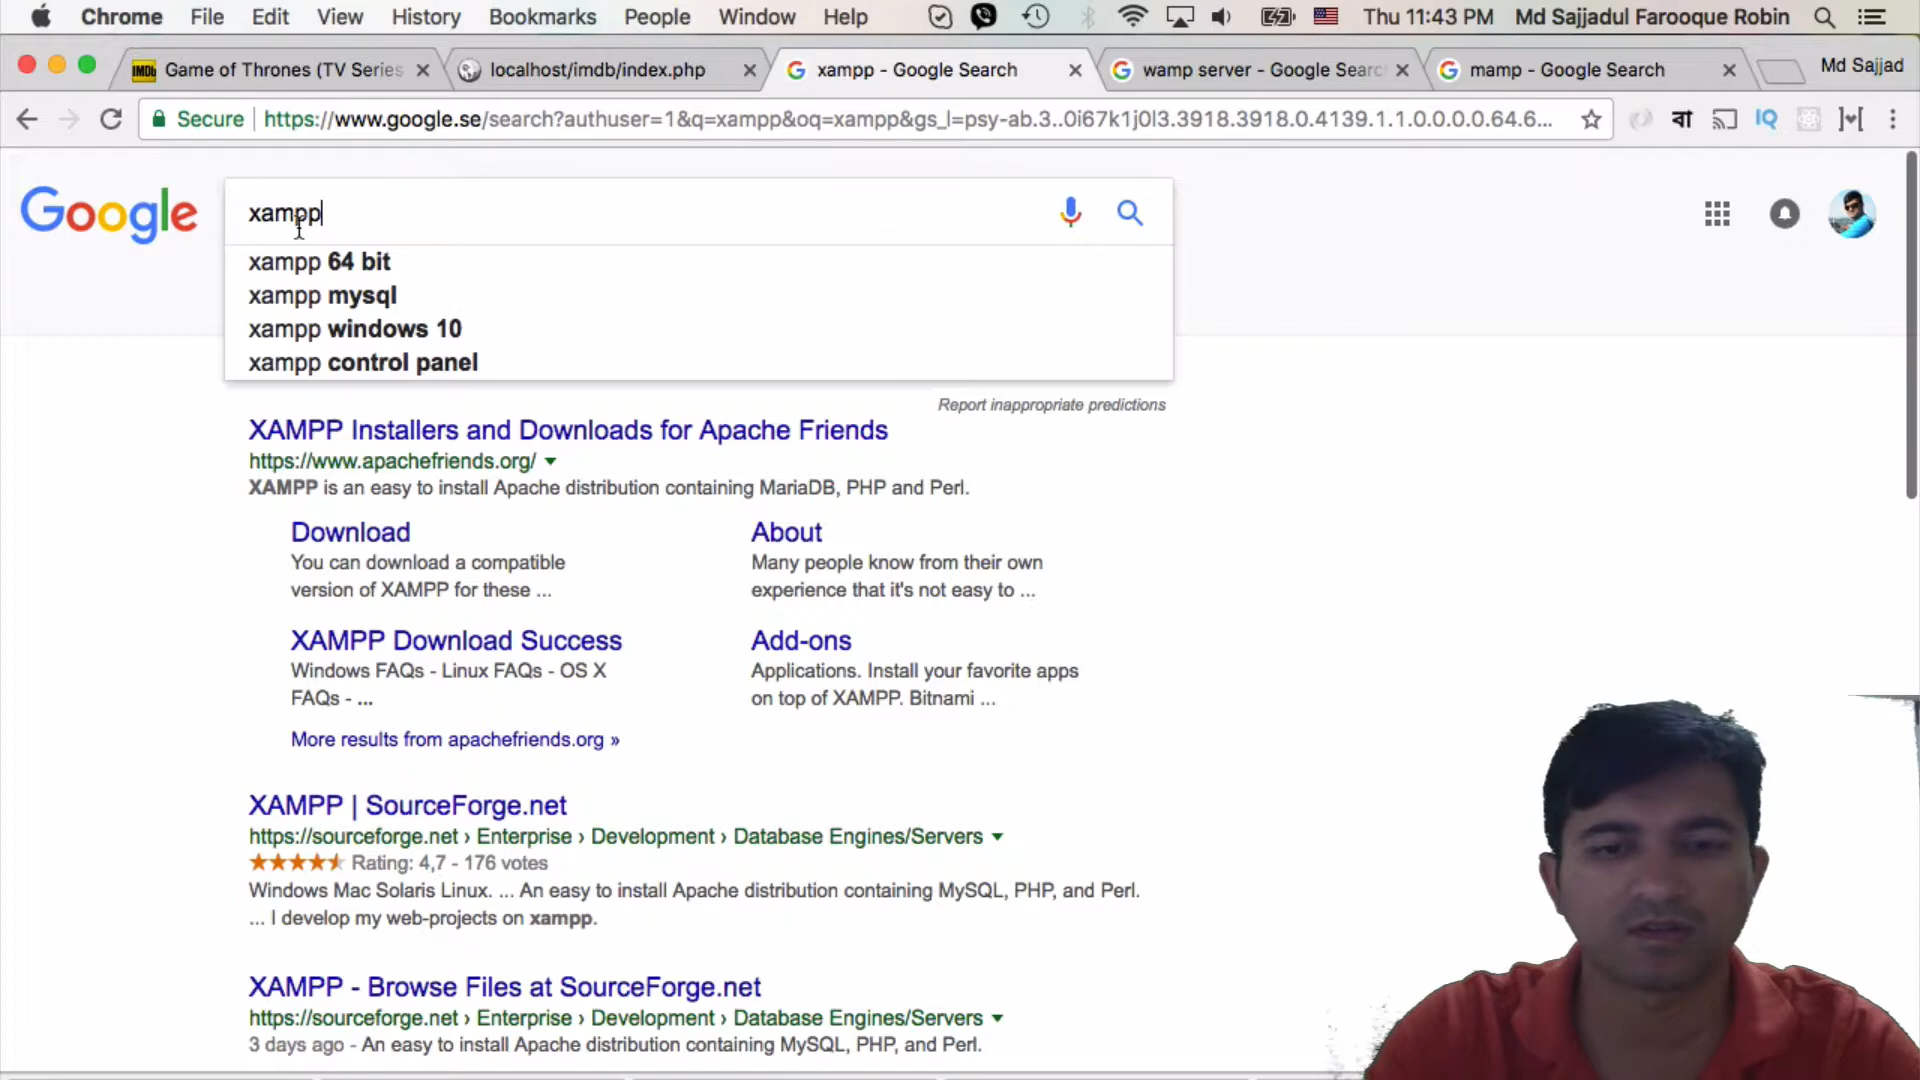 Chrome File Edit View History Bookmarks People Window Help Thu 11:43 PM Md Sajjadul Farooque Robin
IMDb Game of Thrones (TV Series localhost/imdb/index.php xampp - Google Search wamp server - Google Searc mamp - Google Search Md Sajjad
Secure https://www.google.se/search?authuser=1&q=xampp&oq=xampp&gs_l=psy-ab.3..0i67k1j0l3.3918.3918.0.4139.1.1.0.0.0.0.64.6... বা IQ
Google xampp
xampp 64 bit
xampp mysql
xampp windows 10
xampp control panel
Report inappropriate predictions
XAMPP Installers and Downloads for Apache Friends
https://www.apachefriends.org/
XAMPP is an easy to install Apache distribution containing MariaDB, PHP and Perl.
Download
You can download a compatible
version of XAMPP for these ...
About
Many people know from their own
experience that it's not easy to ...
XAMPP Download Success
Windows FAQs - Linux FAQs - OS X
FAQs - ...
Add-ons
Applications. Install your favorite apps
on top of XAMPP. Bitnami ...
More results from apachefriends.org »
XAMPP | SourceForge.net
https://sourceforge.net › Enterprise › Development › Database Engines/Servers
Rating: 4,7 - 176 votes
Windows Mac Solaris Linux. ... An easy to install Apache distribution containing MySQL, PHP, and Perl.
... I develop my web-projects on xampp.
XAMPP - Browse Files at SourceForge.net
https://sourceforge.net › Enterprise › Development › Database Engines/Servers
3 days ago - An easy to install Apache distribution containing MySQL, PHP, and Perl.